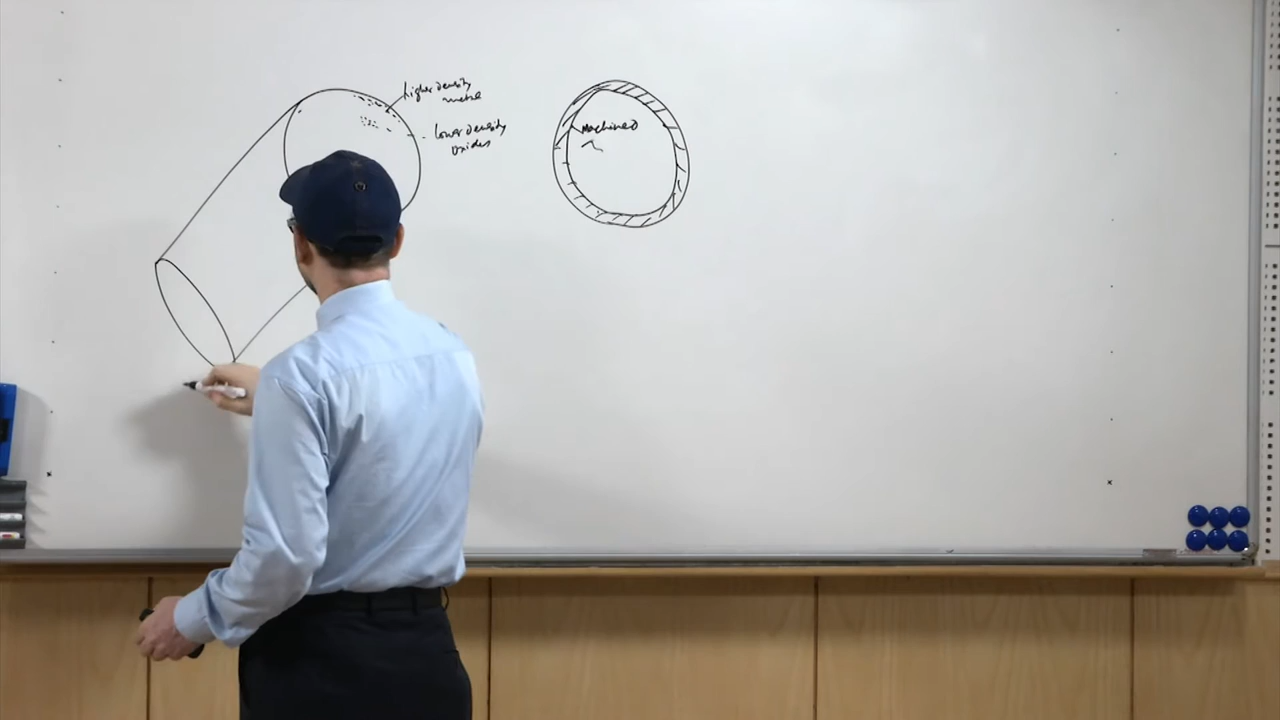 higher density
metal
lower density
oxides
Machined